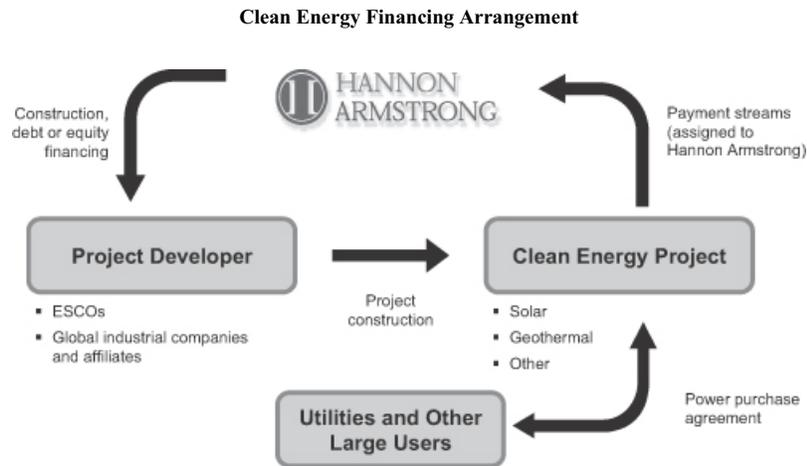 Clean Energy Financing Arrangement
HANNON
ARMSTRONG
Construction,
debt or equity
financing
Payment streams
(assigned to
Hannon Armstrong)
Project Developer
Clean Energy Project
▪ ESCOs
▪ Global industrial companies
and affiliates
Project
construction
▪ Solar
▪ Geothermal
▪ Other
Utilities and Other
Large Users
Power purchase
agreement